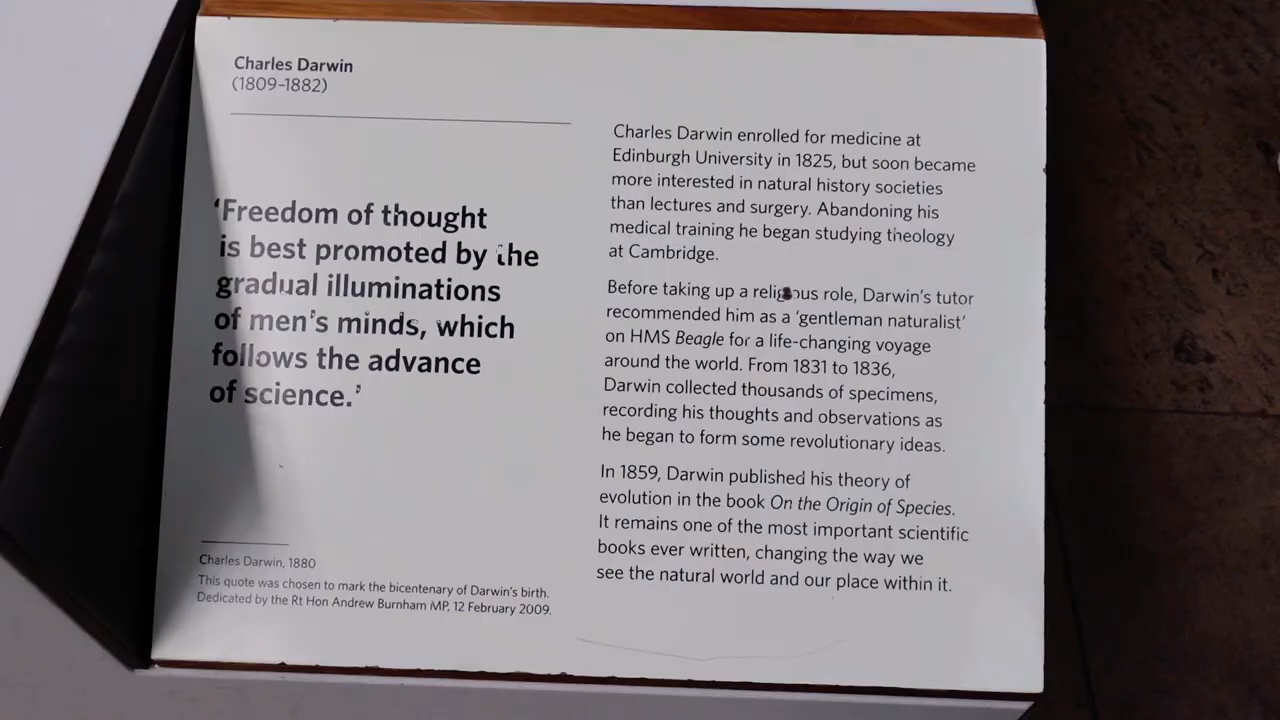 Charles Darwin
(1809–1882)
‘Freedom of thought
is best promoted by the
gradual illuminations
of men’s minds, which
follows the advance
of science.’
Charles Darwin, 1880
This quote was chosen to mark the bicentenary of Darwin’s birth.
Dedicated by the Rt Hon Andrew Burnham MP, 12 February 2009.
Charles Darwin enrolled for medicine at
Edinburgh University in 1825, but soon became
more interested in natural history societies
than lectures and surgery. Abandoning his
medical training he began studying theology
at Cambridge.
Before taking up a religious role, Darwin’s tutor
recommended him as a ‘gentleman naturalist’
on HMS Beagle for a life-changing voyage
around the world. From 1831 to 1836,
Darwin collected thousands of specimens,
recording his thoughts and observations as
he began to form some revolutionary ideas.
In 1859, Darwin published his theory of
evolution in the book On the Origin of Species.
It remains one of the most important scientific
books ever written, changing the way we
see the natural world and our place within it.